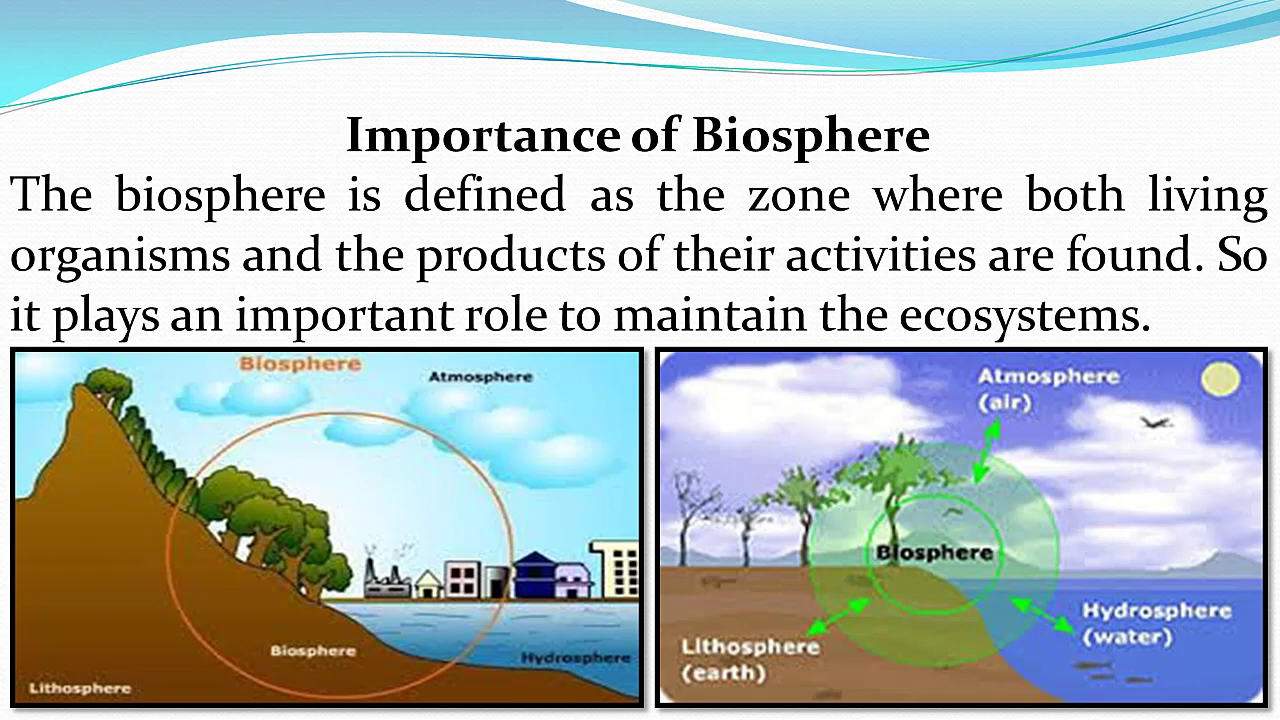 Importance of Biosphere
The biosphere is defined as the zone where both living
organisms and the products of their activities are found. So
it plays an important role to maintain the ecosystems.
Biosphere
Atmosphere
Biosphere
Hydrosphere
Lithosphere
Atmosphere
(air)
Biosphere
Hydrosphere
(water)
Lithosphere
(earth)